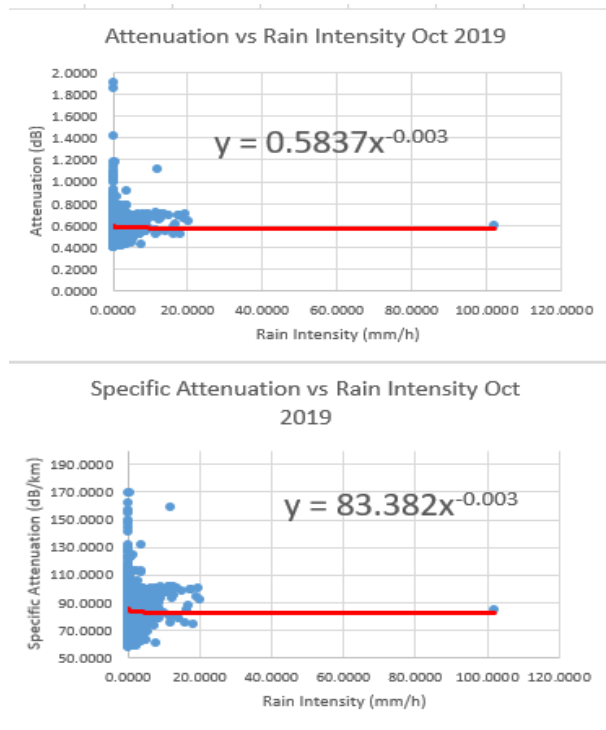 Attenuation vs Rain Intensity Oct 2019
Attenuation (dB)
2.0000
1.8000
1.6000
1.4000
1.2000
1.0000
0.8000
0.6000
0.4000
0.2000
0.0000
y = 0.5837x^-0.003
0.0000 20.0000 40.0000 60.0000 80.0000 100.0000 120.0000
Rain Intensity (mm/h)
Specific Attenuation vs Rain Intensity Oct
2019
Specific Attenuation (dB/km)
190.0000
170.0000
150.0000
130.0000
110.0000
90.0000
70.0000
50.0000
y = 83.382x^-0.003
0.0000 20.0000 40.0000 60.0000 80.0000 100.0000 120.0000
Rain Intensity (mm/h)